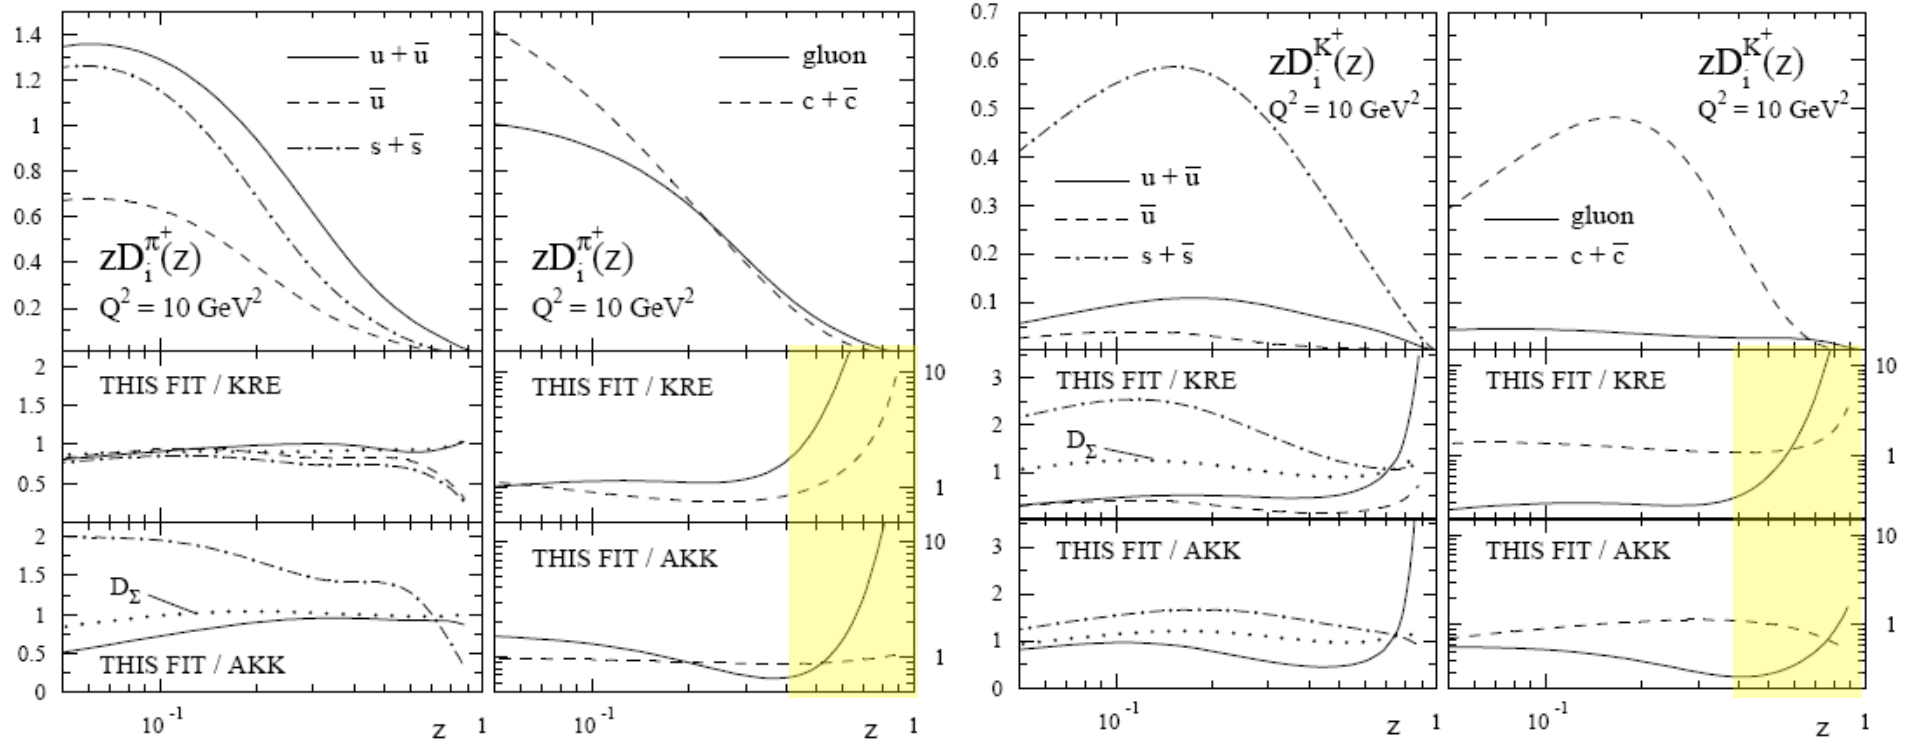 1.4
1.2
1
0.8
0.6
0.4
0.2
u + u̅
u̅
s + s̅
zD_i^{π^+}(z)
Q² = 10 GeV²
gluon
c + c̅
zD_i^{π^+}(z)
Q² = 10 GeV²
2
1.5
1
0.5
THIS FIT / KRE
THIS FIT / KRE
10
1
2
1.5
1
0.5
0
D_Σ
THIS FIT / AKK
THIS FIT / AKK
10
1
10⁻¹
z
1
10⁻¹
z
1
0.7
0.6
0.5
0.4
0.3
0.2
0.1
zD_i^{K^+}(z)
Q² = 10 GeV²
u + u̅
u̅
s + s̅
zD_i^{K^+}(z)
Q² = 10 GeV²
gluon
c + c̅
3
2
1
THIS FIT / KRE
D_Σ
THIS FIT / KRE
10
1
3
2
1
0
THIS FIT / AKK
THIS FIT / AKK
10
1
10⁻¹
z
1
10⁻¹
z
1